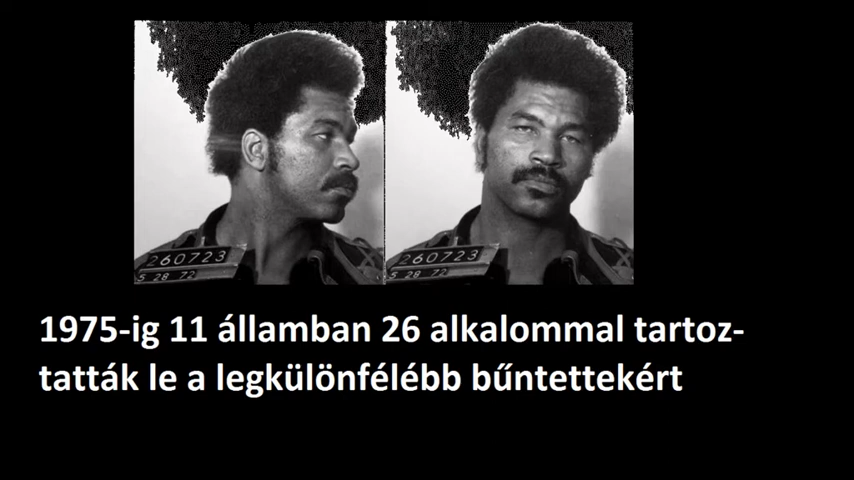 260723 260723
5 28 72 5 28 72
1975-ig 11 államban 26 alkalommal tartoz-
tatták le a legkülönfélébb bűntettekért